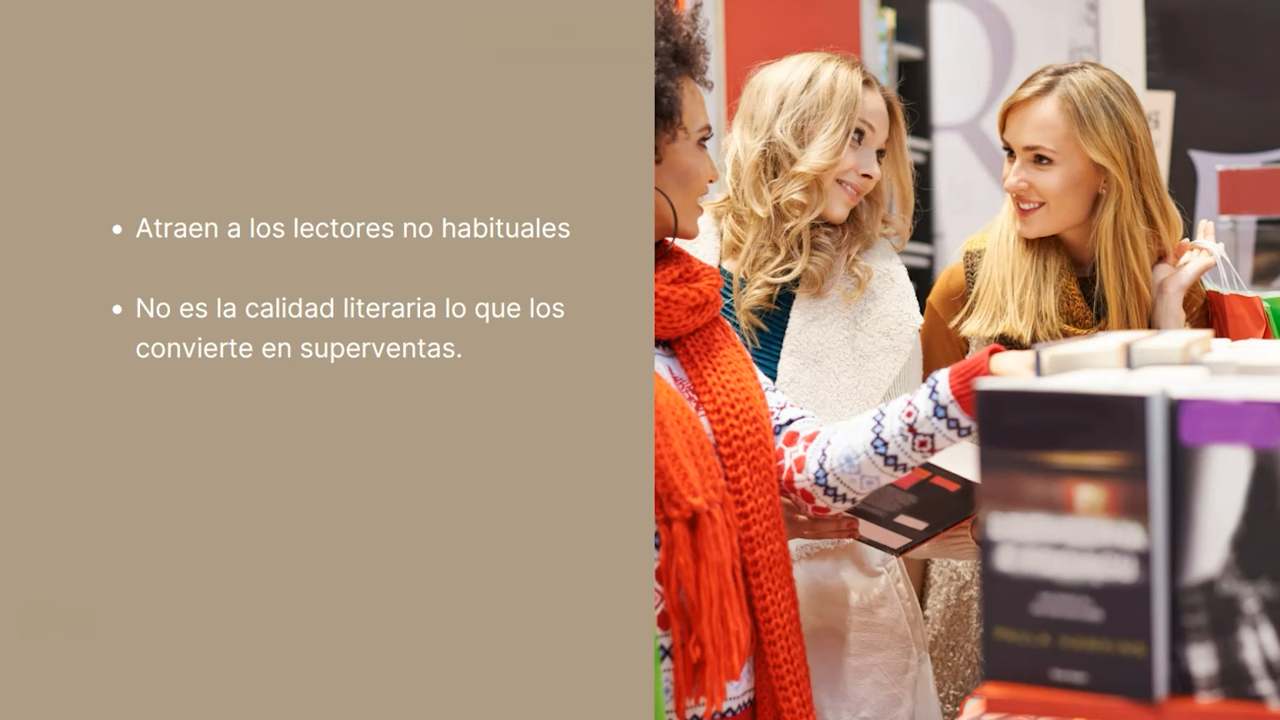 • Atraen a los lectores no habituales
• No es la calidad literaria lo que los
convierte en superventas.
R